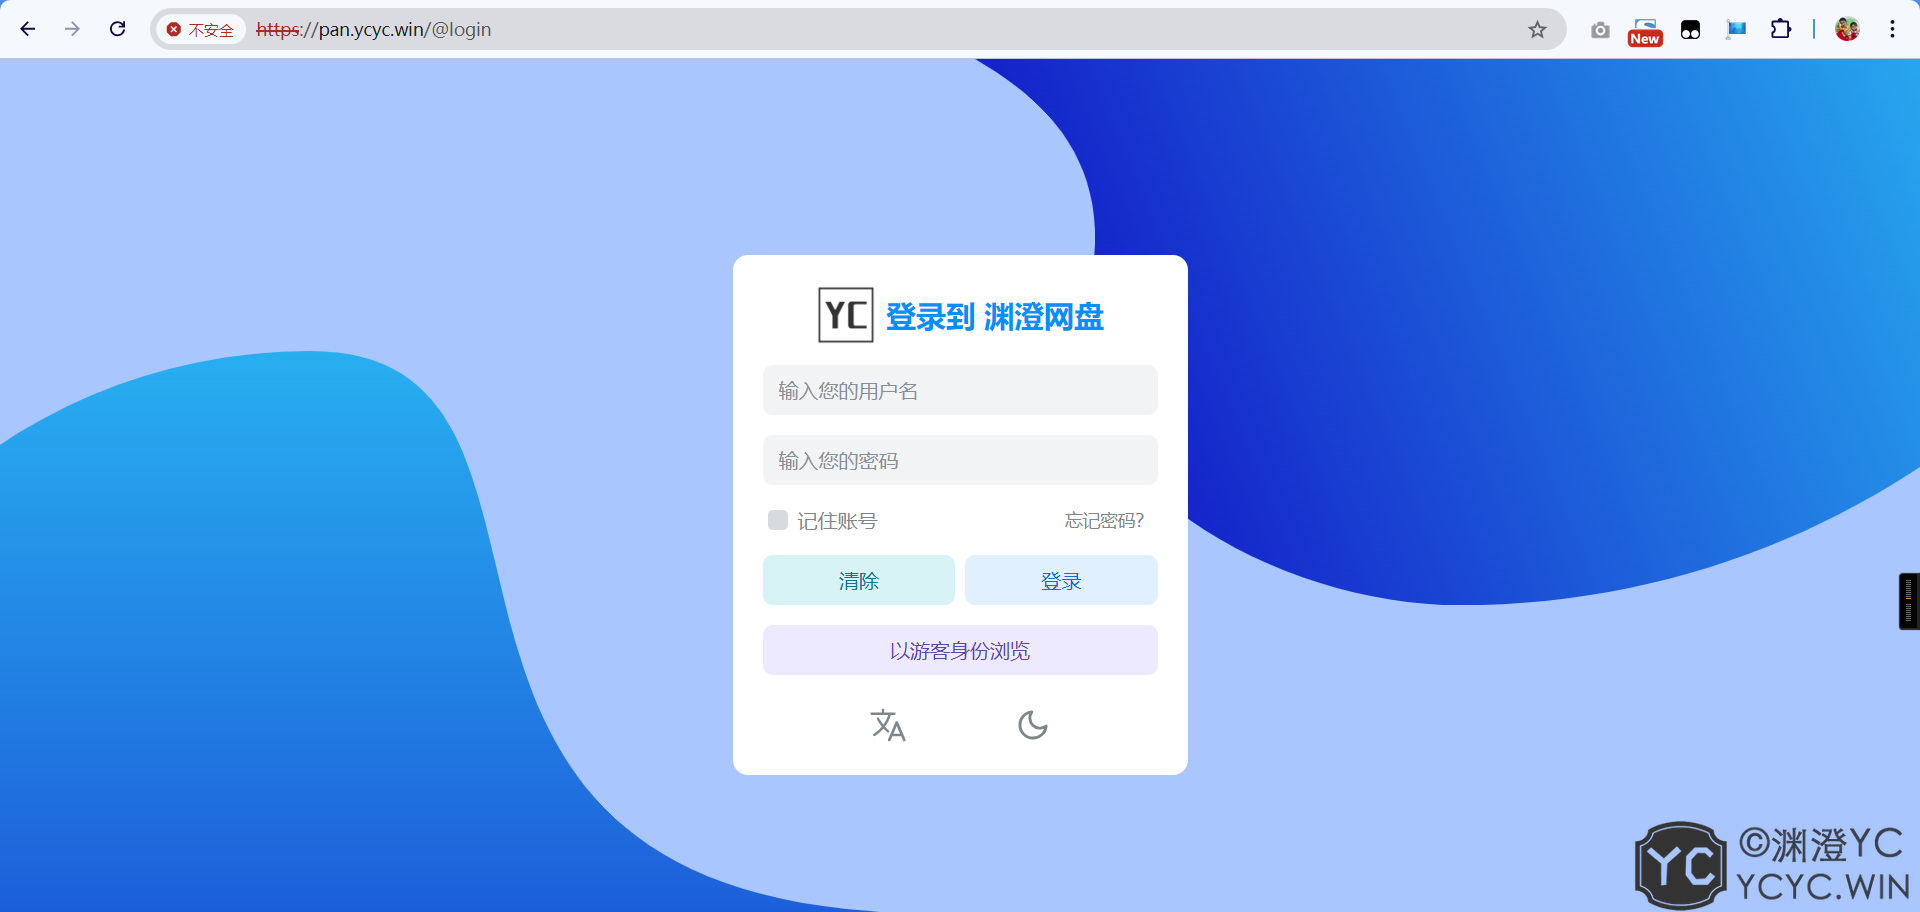 不安全 https://pan.ycyc.win/@login
New
YC 登录到 渊澄网盘
输入您的用户名
输入您的密码
记住账号 忘记密码?
清除 登录
以游客身份浏览
文A
YC ©渊澄YC
YCYC.WIN